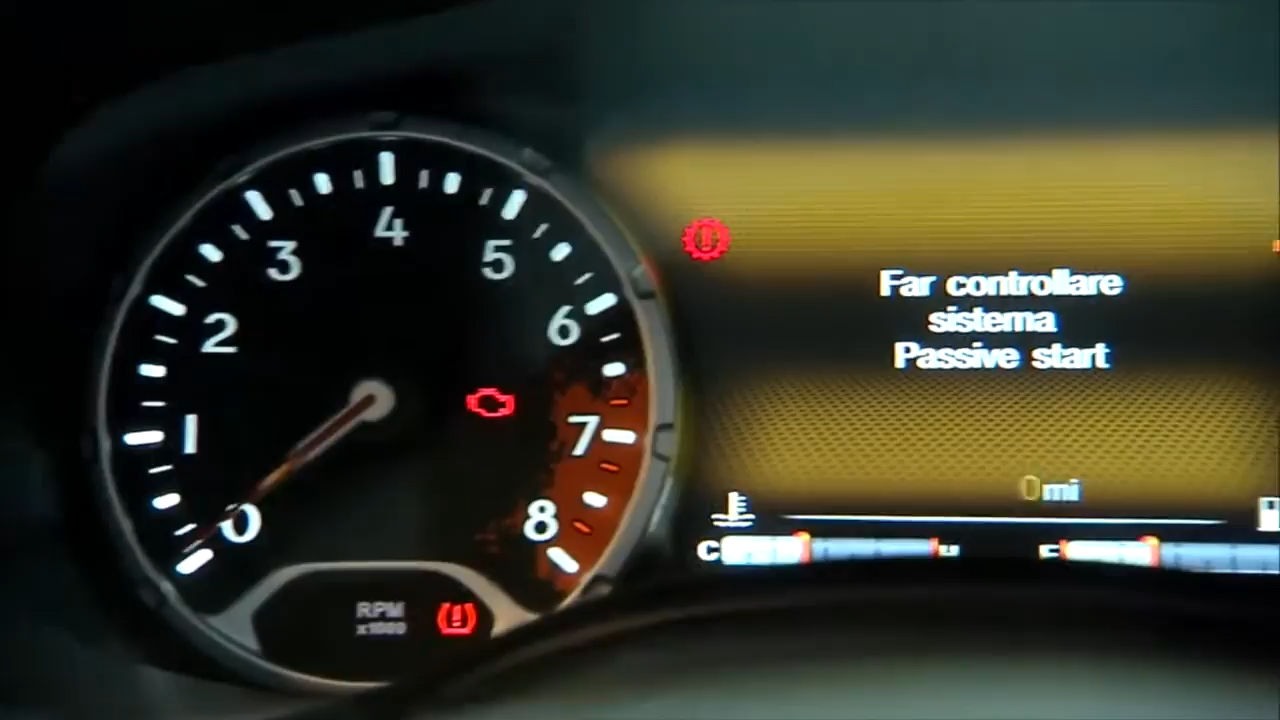 4
3
5
2
6
1
7
0
8
RPM
x1000
Far controllare
sistema
Passive start
0mi
C